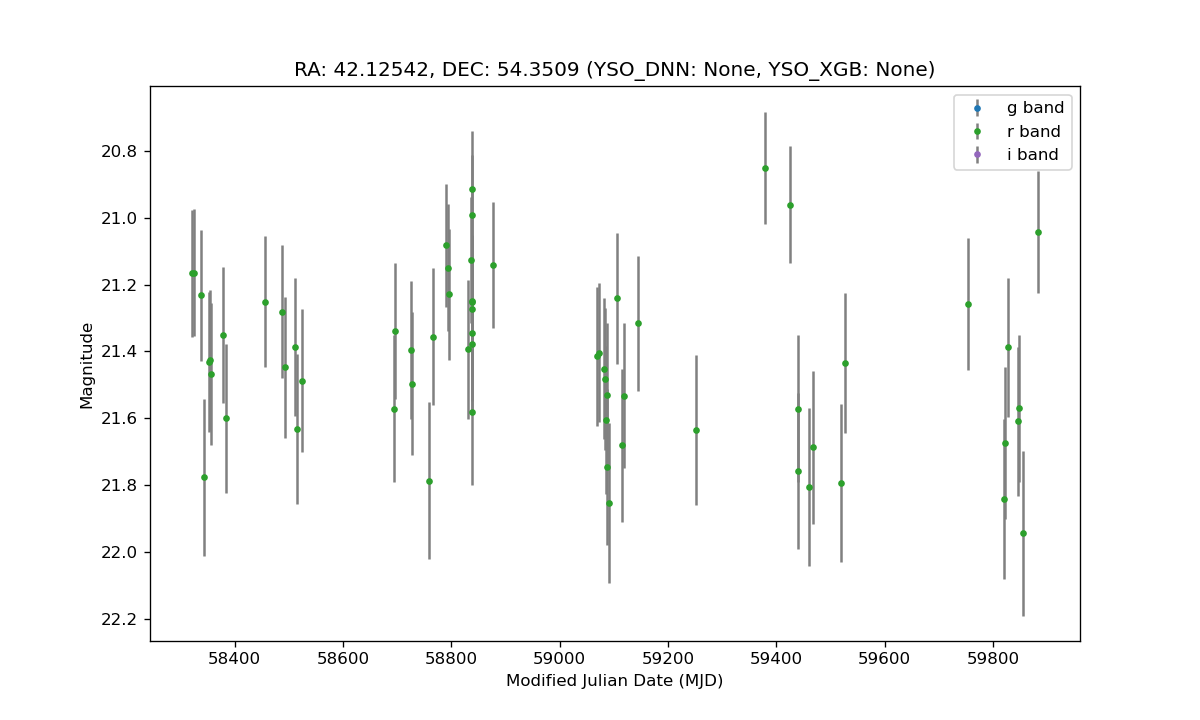 RA: 42.12542, DEC: 54.3509 (YSO_DNN: None, YSO_XGB: None)
g band
r band
i band
20.8
21.0
21.2
21.4
21.6
21.8
22.0
22.2
Magnitude
58400 58600 58800 59000 59200 59400 59600 59800
Modified Julian Date (MJD)